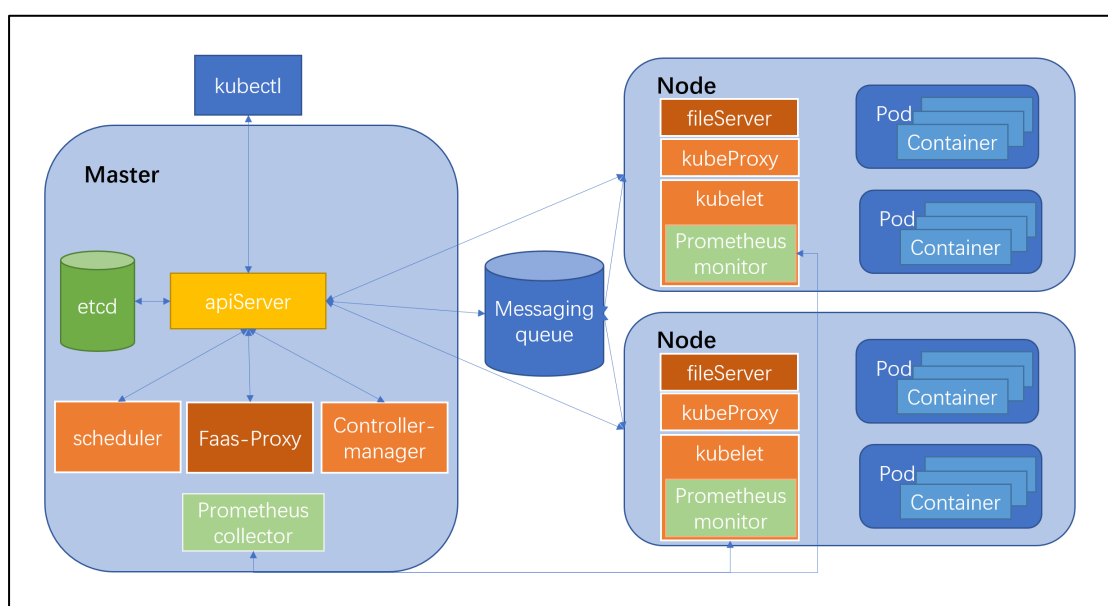 kubectl
Master
etcd
apiServer
scheduler
Faas-Proxy
Controller-
manager
Prometheus
collector
Messaging
queue
Node
fileServer
kubeProxy
kubelet
Prometheus
monitor
Pod
Container
Pod
Container
Node
fileServer
kubeProxy
kubelet
Prometheus
monitor
Pod
Container
Pod
Container